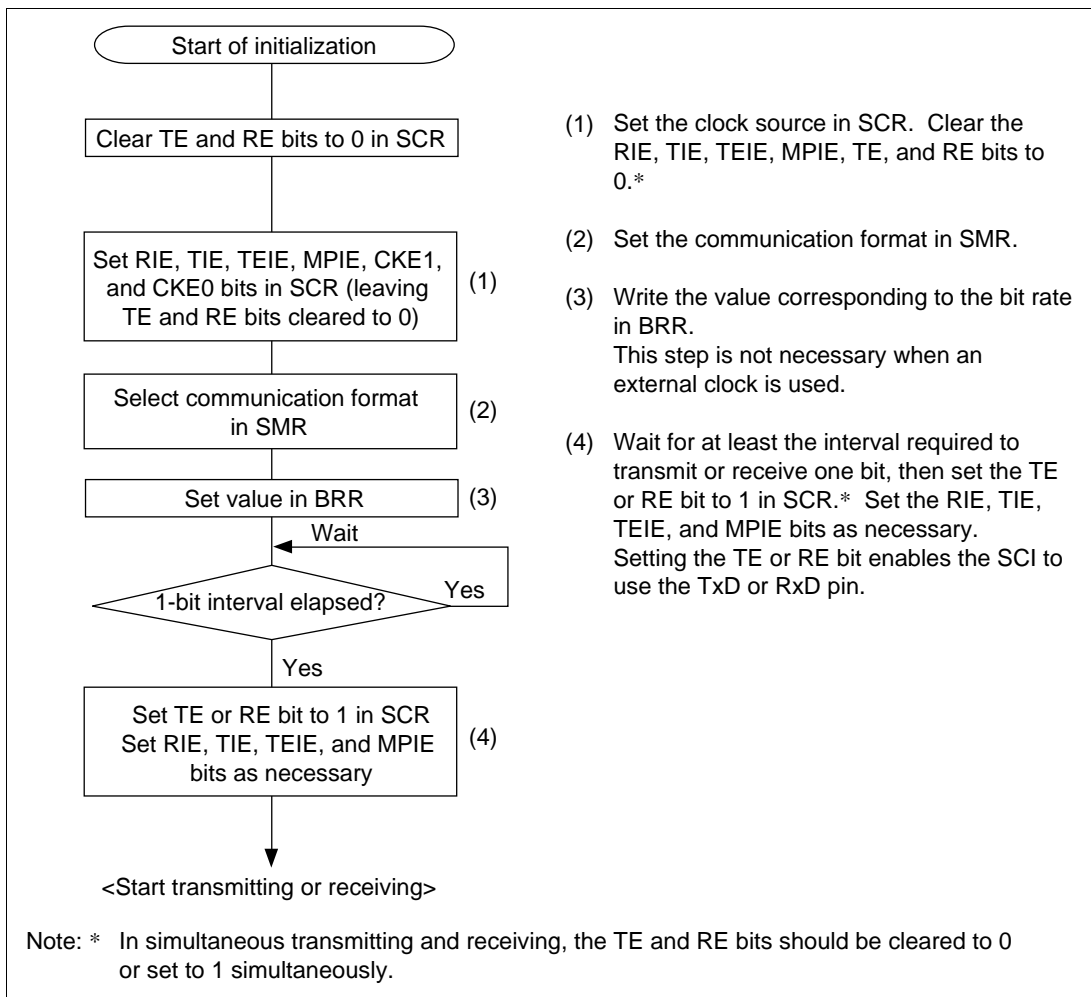 Start of initialization
Clear TE and RE bits to 0 in SCR
Set RIE, TIE, TEIE, MPIE, CKE1,
and CKE0 bits in SCR (leaving
TE and RE bits cleared to 0)
(1)
Select communication format
in SMR
(2)
Set value in BRR
(3)
Wait
1-bit interval elapsed?
Yes
Yes
Set TE or RE bit to 1 in SCR
Set RIE, TIE, TEIE, and MPIE
bits as necessary
(4)
<Start transmitting or receiving>
(1) Set the clock source in SCR. Clear the
RIE, TIE, TEIE, MPIE, TE, and RE bits to
0.*
(2) Set the communication format in SMR.
(3) Write the value corresponding to the bit rate
in BRR.
This step is not necessary when an
external clock is used.
(4) Wait for at least the interval required to
transmit or receive one bit, then set the TE
or RE bit to 1 in SCR.* Set the RIE, TIE,
TEIE, and MPIE bits as necessary.
Setting the TE or RE bit enables the SCI to
use the TxD or RxD pin.
Note: * In simultaneous transmitting and receiving, the TE and RE bits should be cleared to 0
or set to 1 simultaneously.